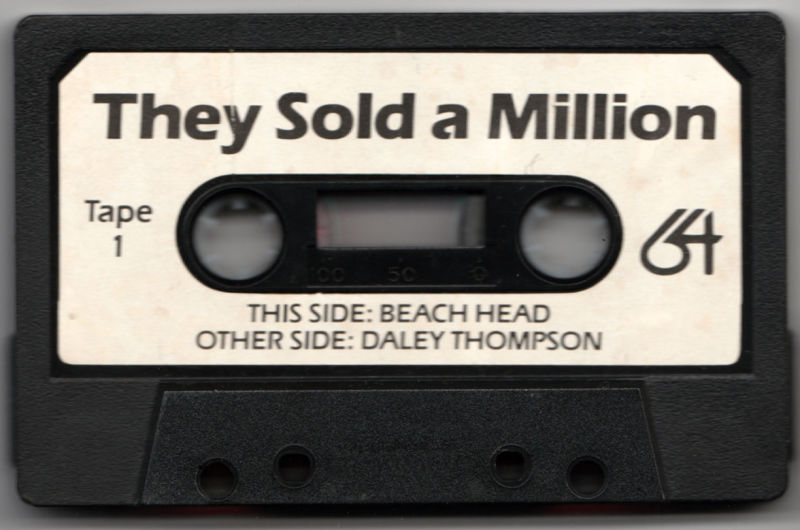 They Sold a Million
Tape
1
64
100 50 0
THIS SIDE: BEACH HEAD
OTHER SIDE: DALEY THOMPSON